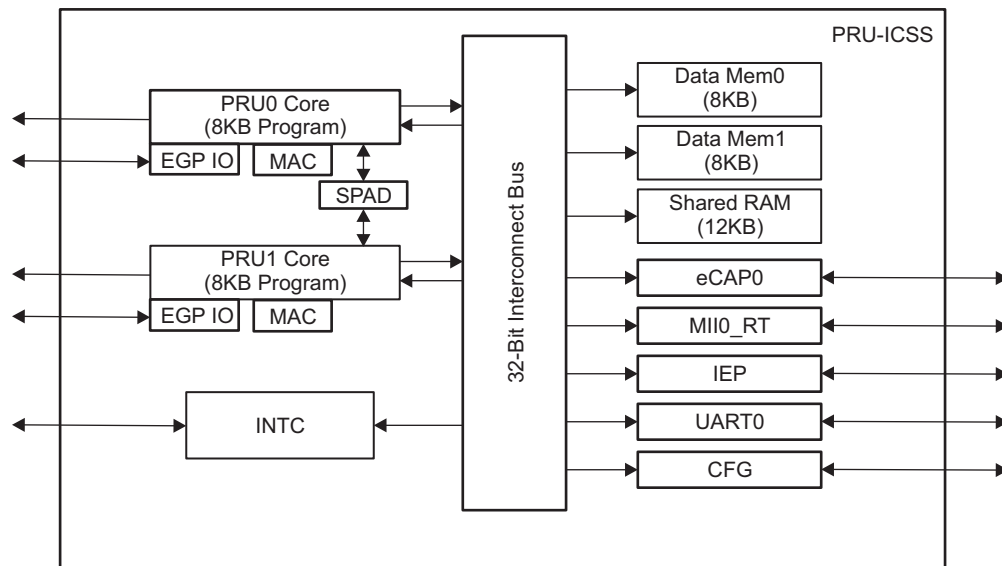 PRU-ICSS
PRU0 Core
(8KB Program)
EGP IO
MAC
SPAD
PRU1 Core
(8KB Program)
EGP IO
MAC
INTC
32-Bit Interconnect Bus
Data Mem0
(8KB)
Data Mem1
(8KB)
Shared RAM
(12KB)
eCAP0
MII0_RT
IEP
UART0
CFG